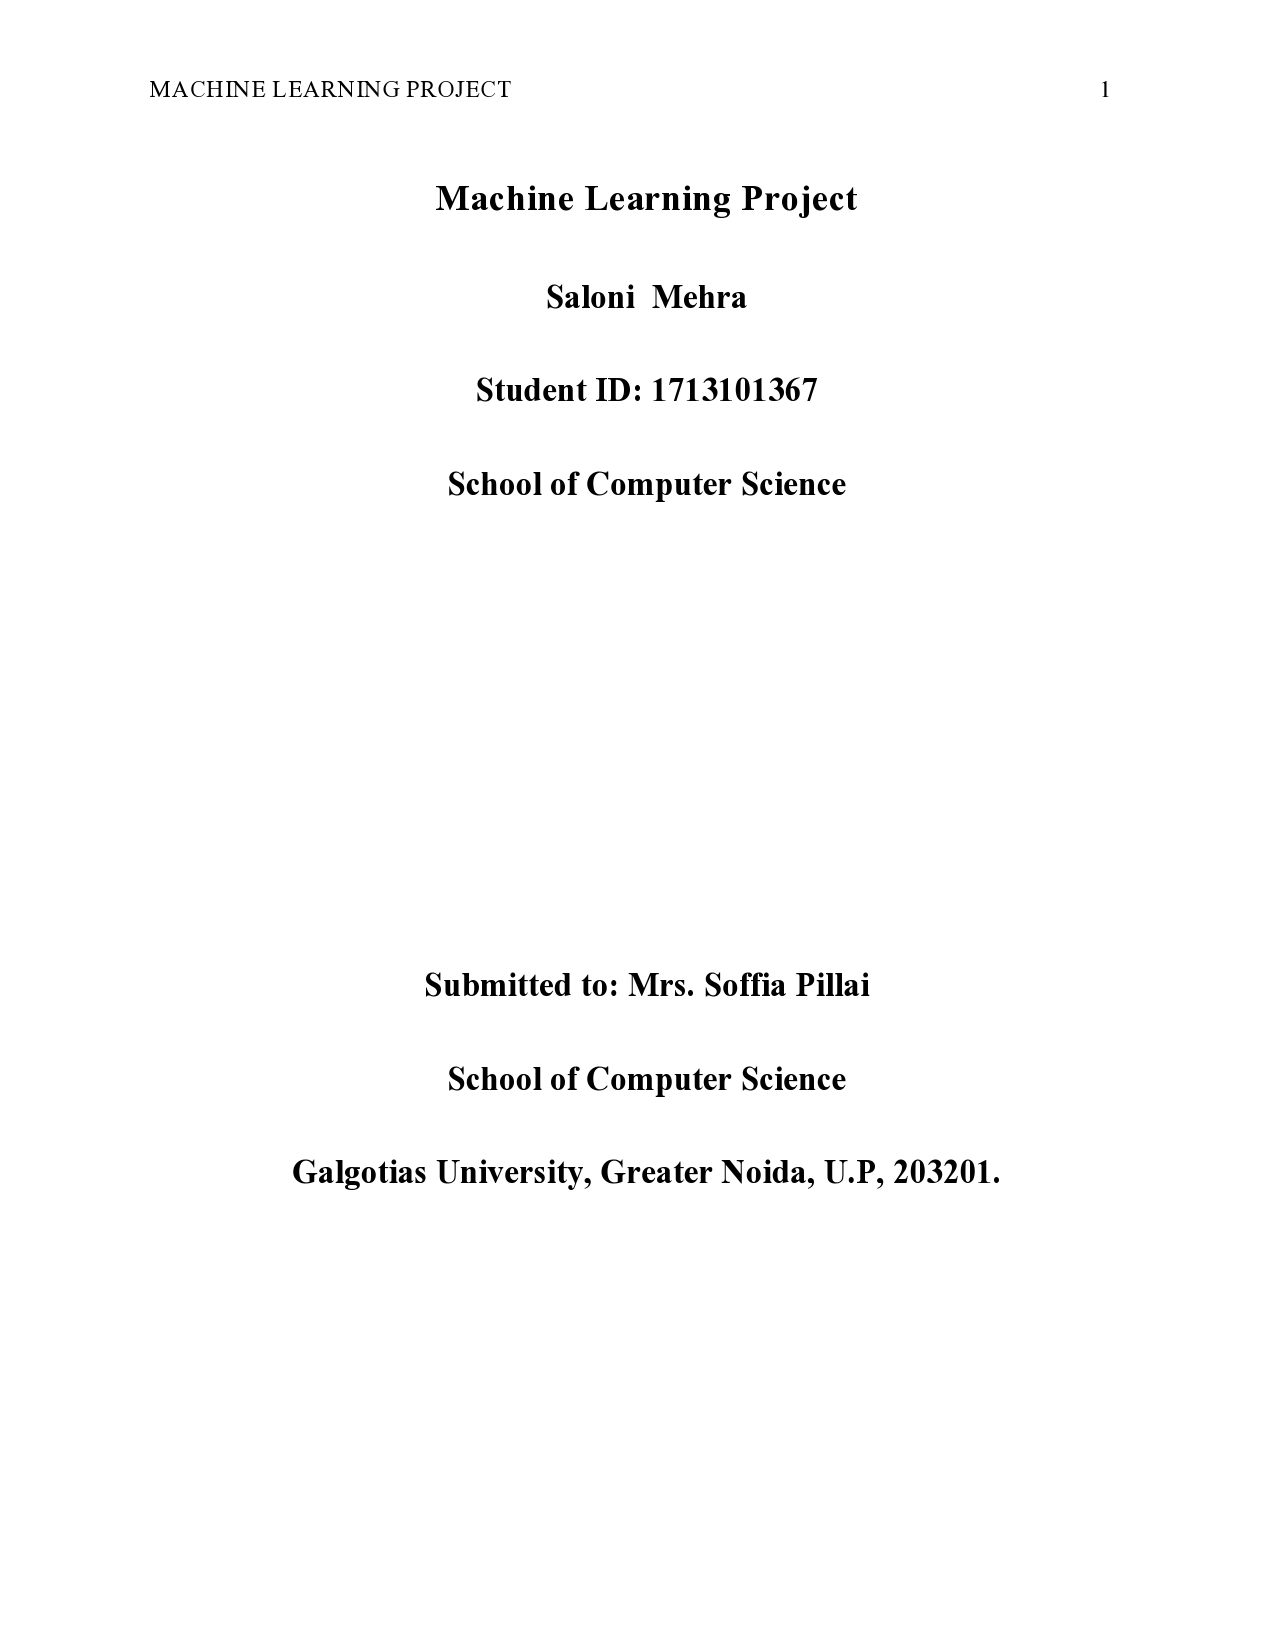 MACHINE LEARNING PROJECT 1
Machine Learning Project
Saloni  Mehra
Student ID: 1713101367
School of Computer Science
Submitted to: Mrs. Soffia Pillai
School of Computer Science
Galgotias University, Greater Noida, U.P, 203201.